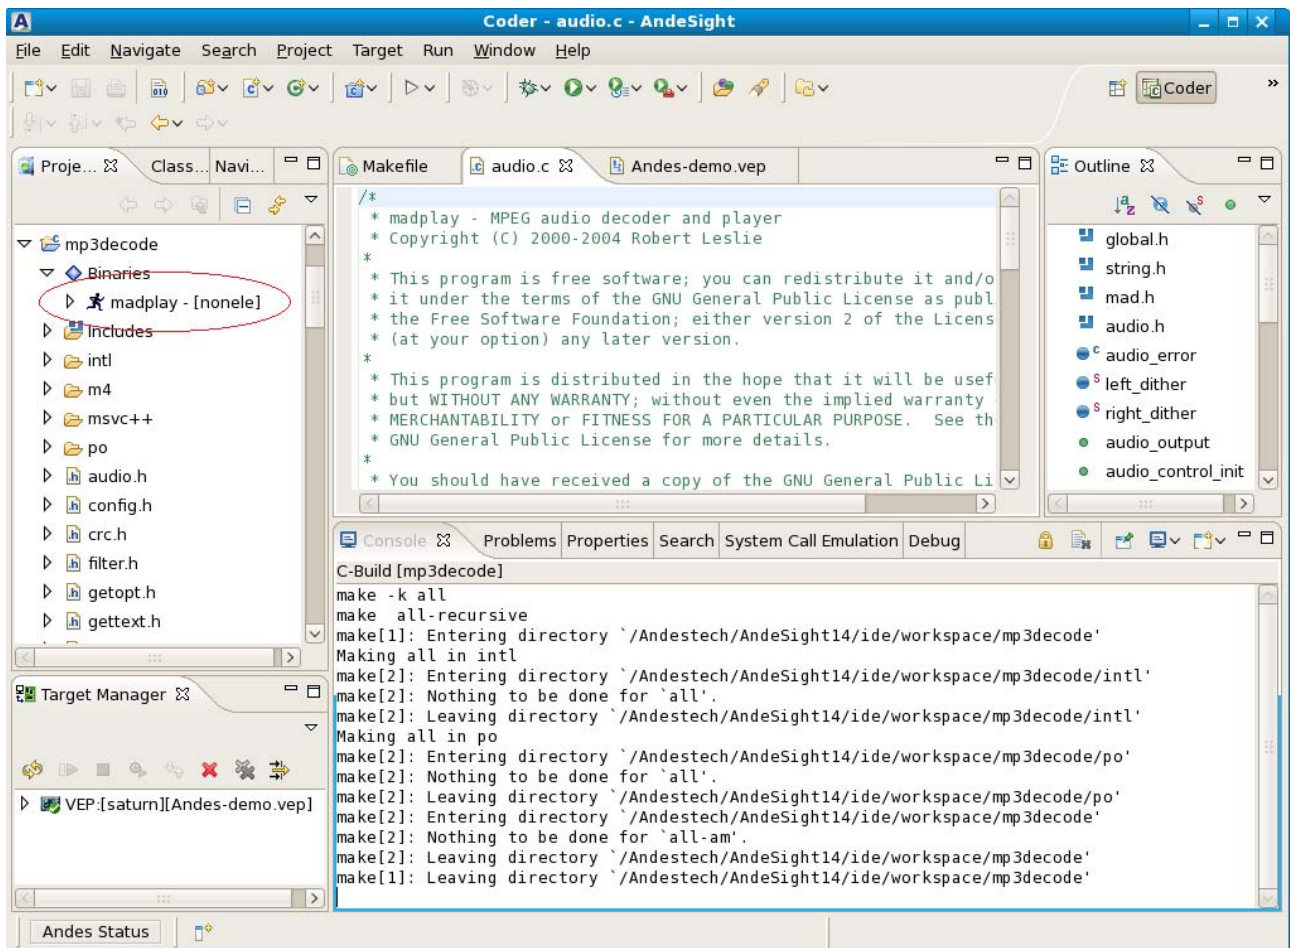 Coder - audio.c - AndeSight
File Edit Navigate Search Project Target Run Window Help
Coder
»
Proje... Class... Navi...
mp3decode
Binaries
madplay - [nonele]
Includes
intl
m4
msvc++
po
audio.h
config.h
crc.h
filter.h
getopt.h
gettext.h
Makefile audio.c Andes-demo.vep
/*
* madplay - MPEG audio decoder and player
* Copyright (C) 2000-2004 Robert Leslie
*
* This program is free software; you can redistribute it and/o
* it under the terms of the GNU General Public License as publ
* the Free Software Foundation; either version 2 of the Licens
* (at your option) any later version.
*
* This program is distributed in the hope that it will be usef
* but WITHOUT ANY WARRANTY; without even the implied warranty
* MERCHANTABILITY or FITNESS FOR A PARTICULAR PURPOSE.  See th
* GNU General Public License for more details.
*
* You should have received a copy of the GNU General Public Li
Outline
global.h
string.h
mad.h
audio.h
audio_error
left_dither
right_dither
audio_output
audio_control_init
Target Manager
VEP:[saturn][Andes-demo.vep]
Console Problems Properties Search System Call Emulation Debug
C-Build [mp3decode]
make -k all
make  all-recursive
make[1]: Entering directory `/Andestech/AndeSight14/ide/workspace/mp3decode'
Making all in intl
make[2]: Entering directory `/Andestech/AndeSight14/ide/workspace/mp3decode/intl'
make[2]: Nothing to be done for `all'.
make[2]: Leaving directory `/Andestech/AndeSight14/ide/workspace/mp3decode/intl'
Making all in po
make[2]: Entering directory `/Andestech/AndeSight14/ide/workspace/mp3decode/po'
make[2]: Nothing to be done for `all'.
make[2]: Leaving directory `/Andestech/AndeSight14/ide/workspace/mp3decode/po'
make[2]: Entering directory `/Andestech/AndeSight14/ide/workspace/mp3decode'
make[2]: Nothing to be done for `all-am'.
make[2]: Leaving directory `/Andestech/AndeSight14/ide/workspace/mp3decode'
make[1]: Leaving directory `/Andestech/AndeSight14/ide/workspace/mp3decode'
Andes Status